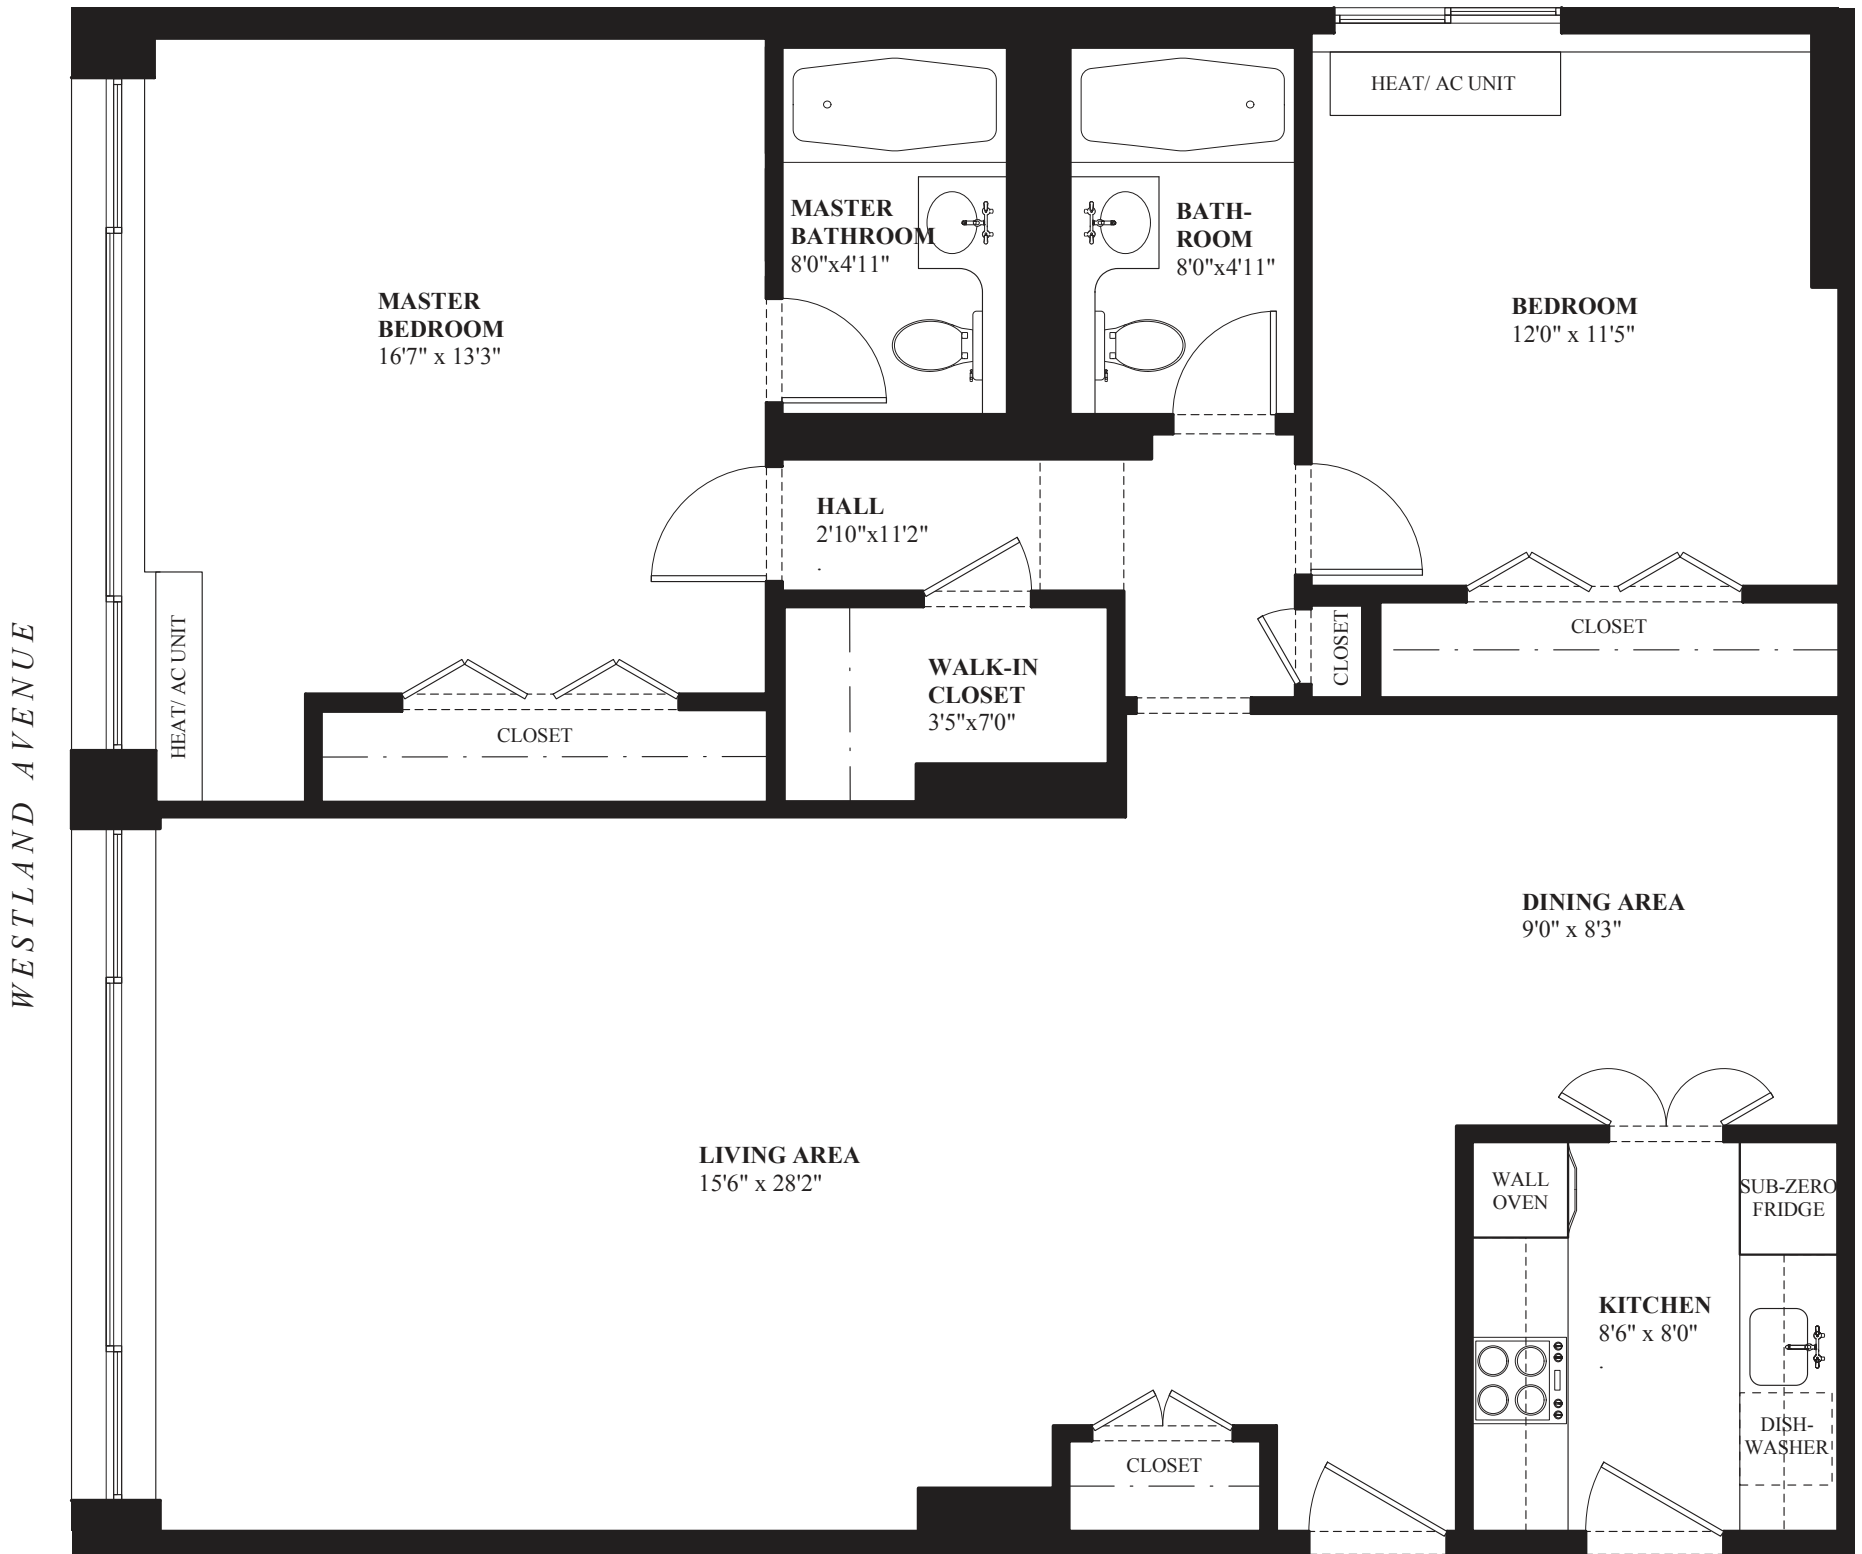 HEAT/ AC UNIT
MASTER
BATHROOM
8'0"x4'11"
BATH-
ROOM
8'0"x4'11"
MASTER
BEDROOM
16'7" x 13'3"
BEDROOM
12'0" x 11'5"
HALL
2'10"x11'2"
.
WESTLAND AVENUE
HEAT/ AC UNIT
CLOSET
WALK-IN
CLOSET
3'5"x7'0"
CLOSET
CLOSET
DINING AREA
9'0" x 8'3"
LIVING AREA
15'6" x 28'2"
WALL
OVEN
SUB-ZERO
FRIDGE
KITCHEN
8'6" x 8'0"
.
DISH-
WASHER
CLOSET